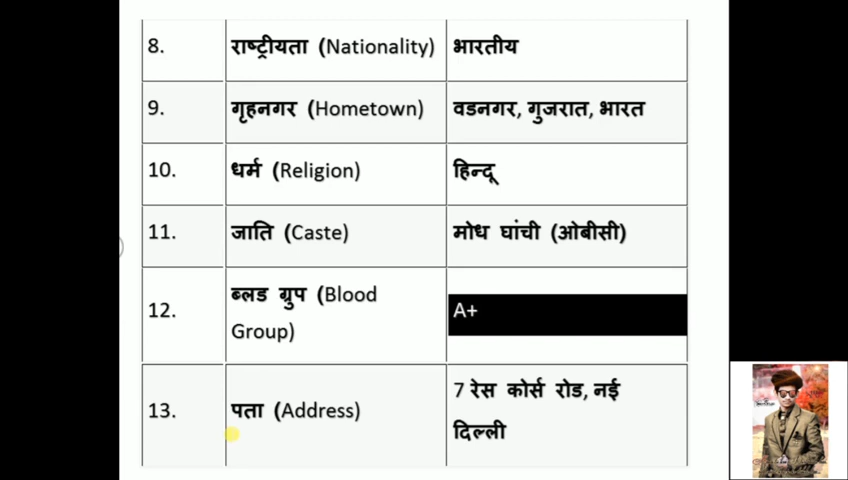 8. राष्ट्रीयता (Nationality) भारतीय
9. गृहनगर (Hometown) वडनगर, गुजरात, भारत
10. धर्म (Religion) हिन्दू
11. जाति (Caste) मोध घांची (ओबीसी)
12. ब्लड ग्रुप (Blood
Group) A+
13. पता (Address) 7 रेस कोर्स रोड, नई
दिल्ली